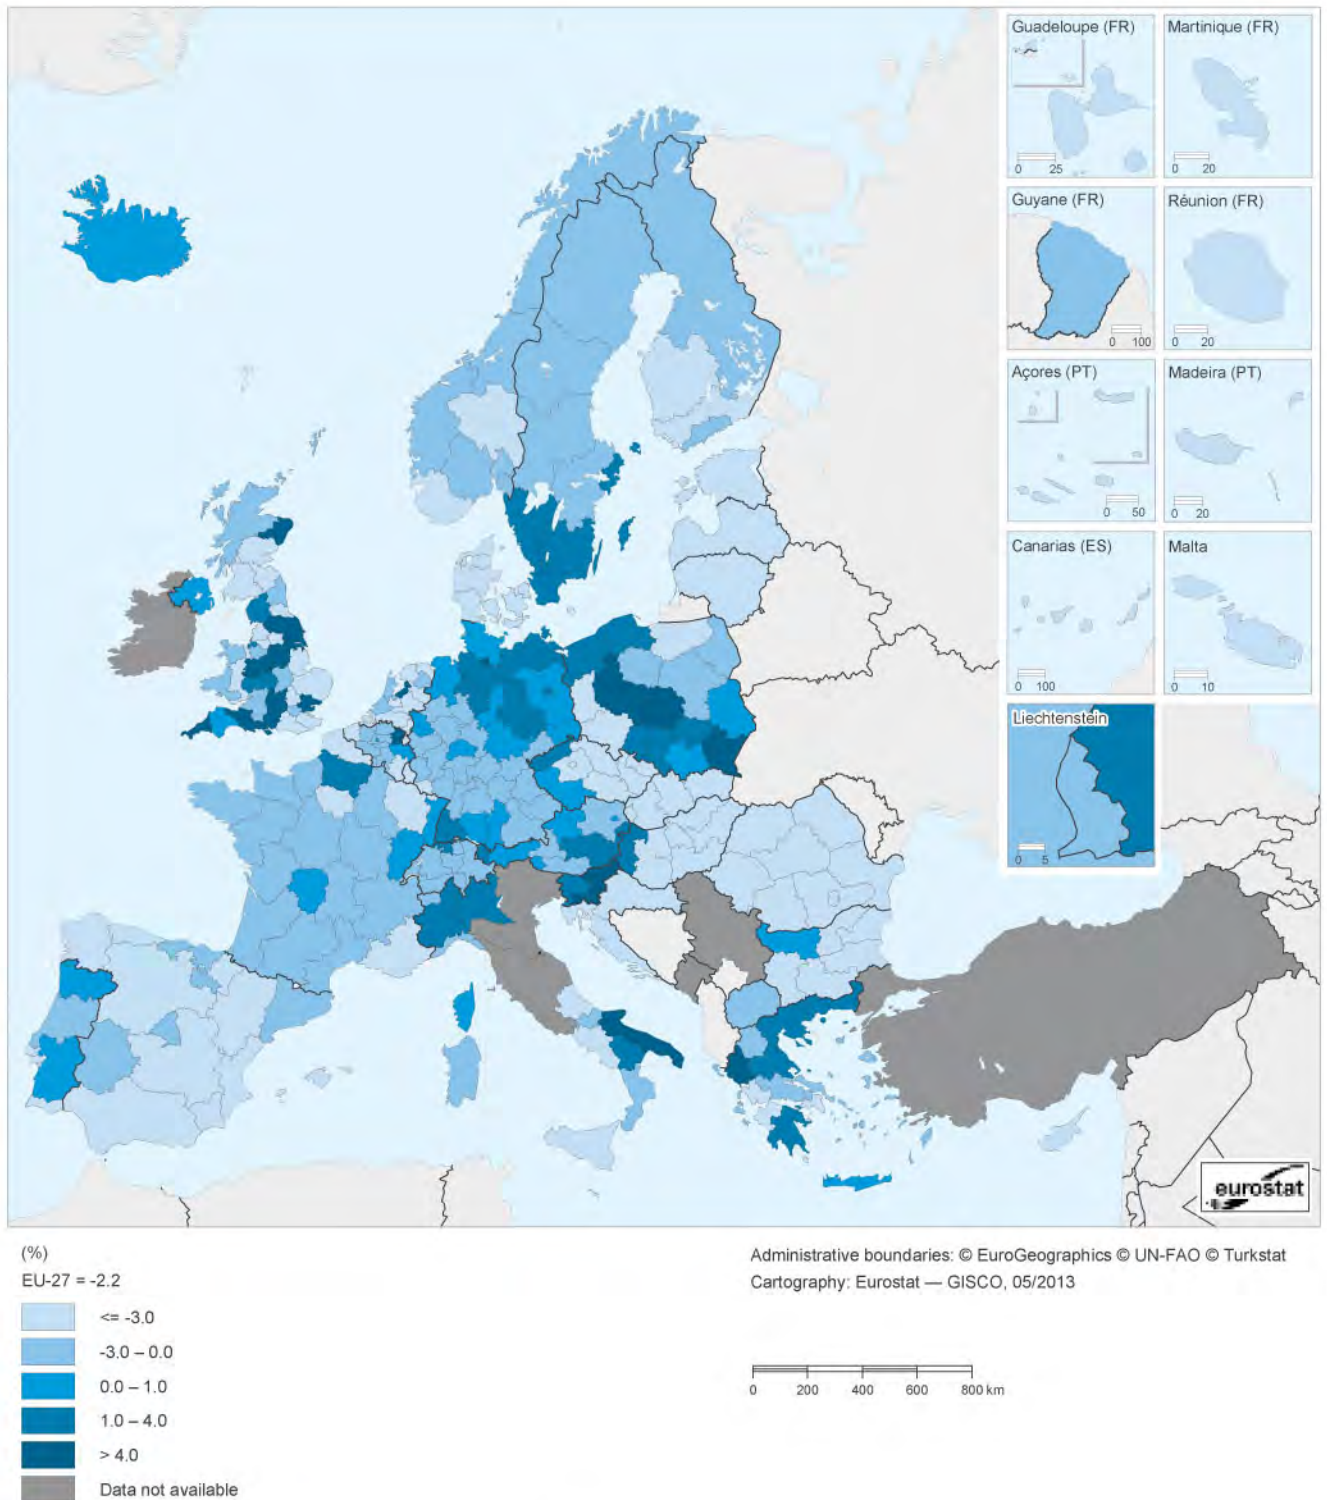 Guadeloupe (FR)
0 25
Martinique (FR)
0 20
Guyane (FR)
0 100
Réunion (FR)
0 20
Açores (PT)
0 50
Madeira (PT)
0 20
Canarias (ES)
0 100
Malta
0 10
Liechtenstein
0 5
eurostat
(%)
EU-27 = -2.2
<= -3.0
-3.0 – 0.0
0.0 – 1.0
1.0 – 4.0
> 4.0
Data not available
Administrative boundaries: © EuroGeographics © UN-FAO © Turkstat
Cartography: Eurostat — GISCO, 05/2013
0 200 400 600 800 km